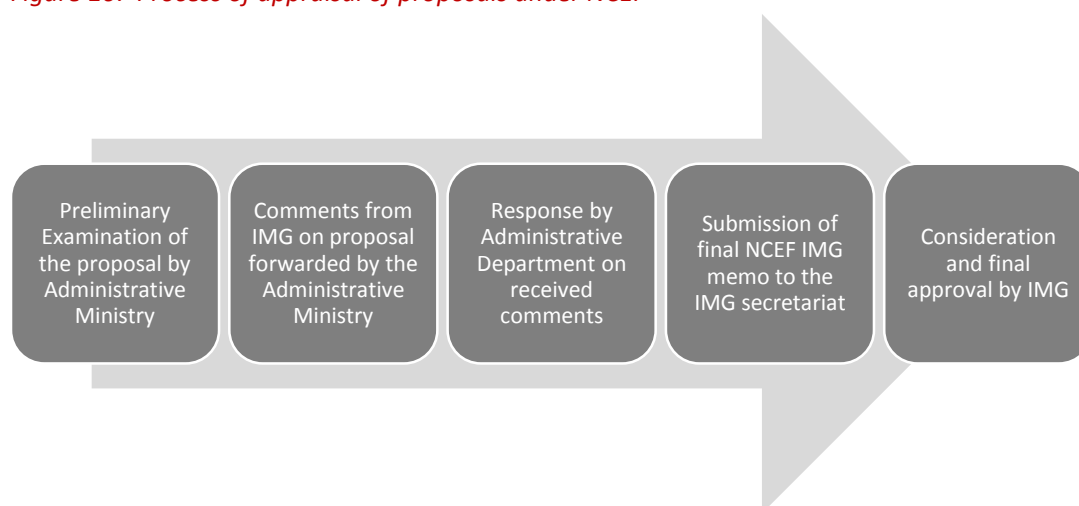 Preliminary
Examination of
the proposal by
Administrative
Ministry
Comments from
IMG on proposal
forwarded by the
Administrative
Ministry
Response by
Administrative
Department on
received
comments
Submission of
final NCEF IMG
memo to the
IMG secretariat
Consideration
and final
approval by IMG